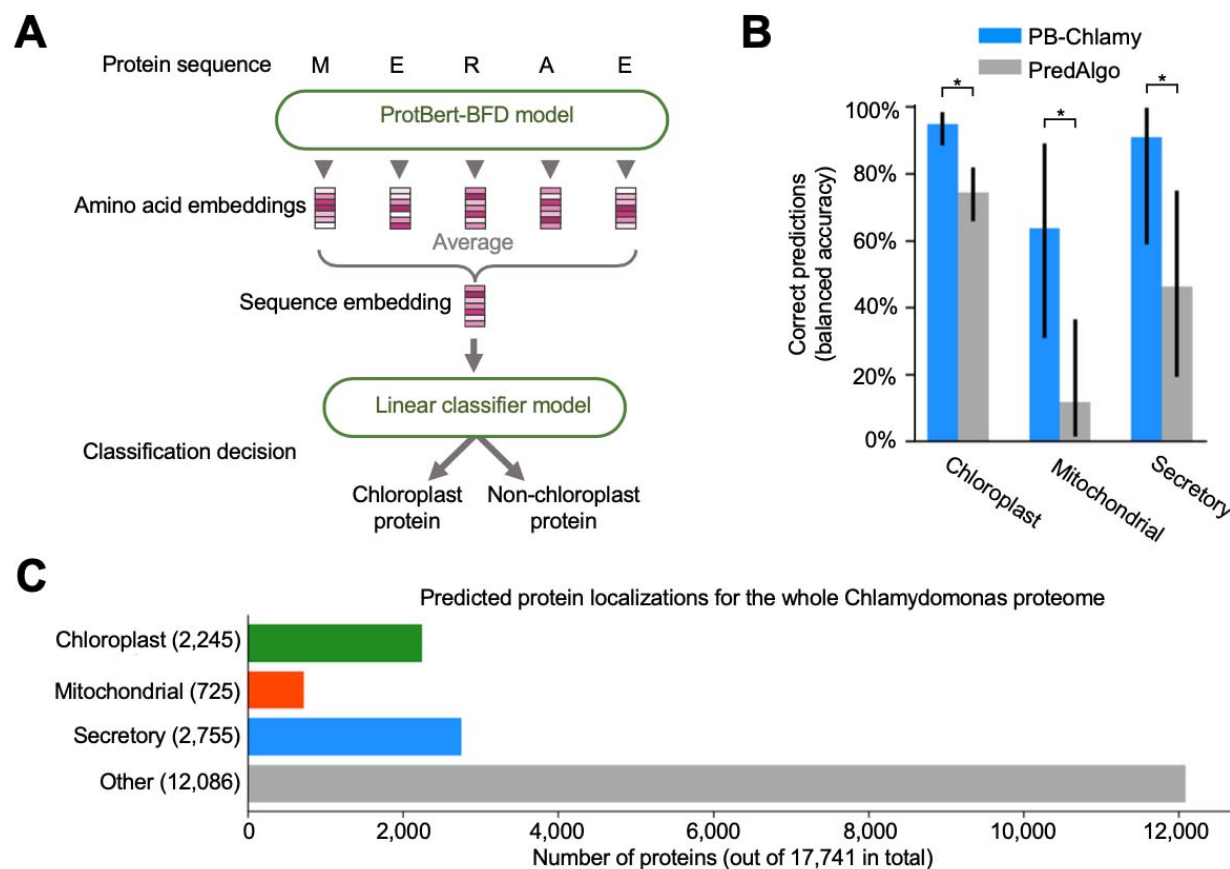 A
Protein sequence M E R A E
ProtBert-BFD model
Amino acid embeddings
Average
Sequence embedding
Linear classifier model
Classification decision
Chloroplast protein
Non-chloroplast protein
B
PB-Chlamy
PredAlgo
* * *
Correct predictions
(balanced accuracy)
100%
80%
60%
40%
20%
0%
Chloroplast
Mitochondrial
Secretory
C
Predicted protein localizations for the whole Chlamydomonas proteome
Chloroplast (2,245)
Mitochondrial (725)
Secretory (2,755)
Other (12,086)
0 2,000 4,000 6,000 8,000 10,000 12,000
Number of proteins (out of 17,741 in total)